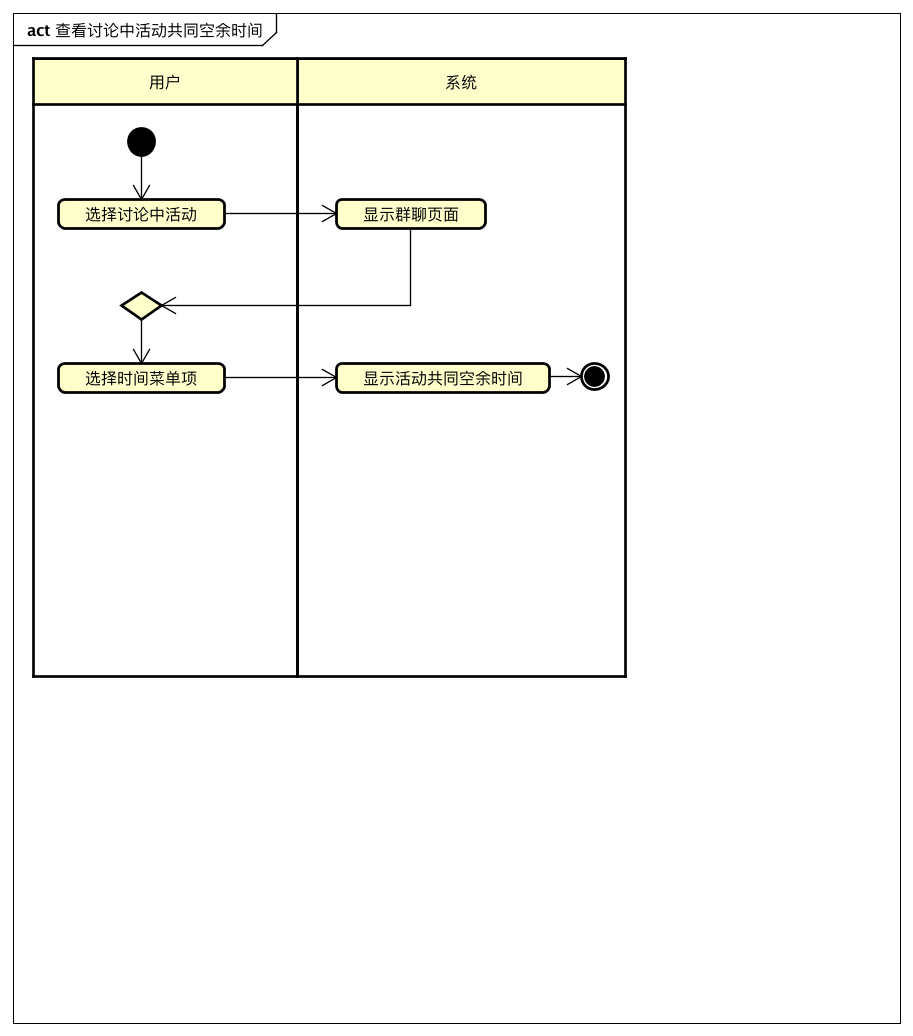 act 查看讨论中活动共同空余时间
用户
系统
选择讨论中活动
显示群聊页面
选择时间菜单项
显示活动共同空余时间